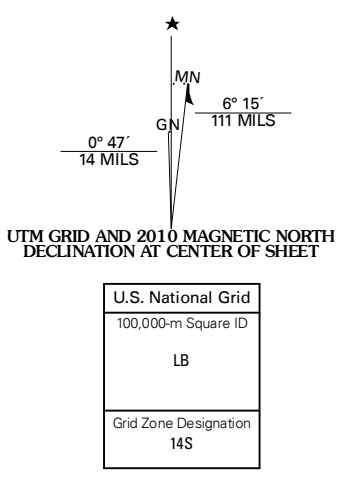 MN
6° 15´
111 MILS
GN
0° 47´
14 MILS
UTM GRID AND 2010 MAGNETIC NORTH
DECLINATION AT CENTER OF SHEET
U.S. National Grid
100,000-m Square ID
LB
Grid Zone Designation
14S